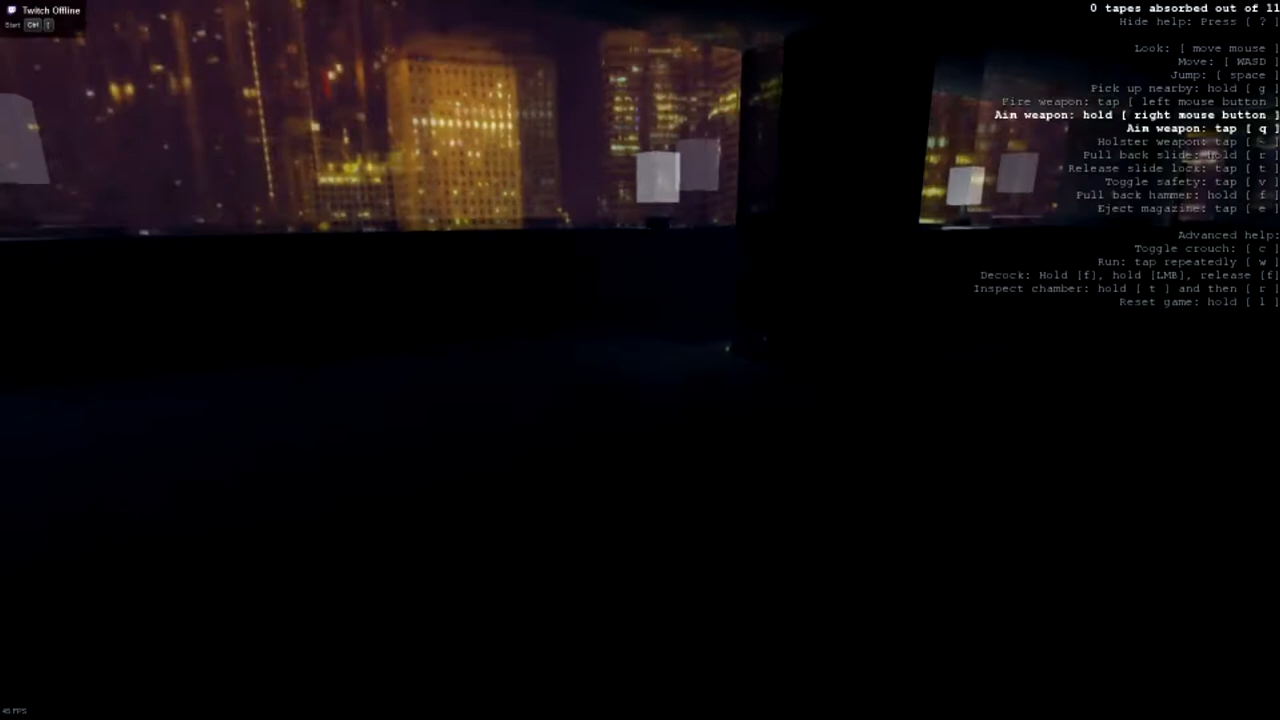 Twitch Offline
Start Ctrl [
0 tapes absorbed out of 11
Hide help: Press [ ? ]
Look: [ move mouse ]
Move: [ WASD ]
Jump: [ space ]
Pick up nearby: hold [ g ]
Fire weapon: tap [ left mouse button ]
Aim weapon: hold [ right mouse button ]
Aim weapon: tap [ q ]
Holster weapon: tap [ ~ ]
Pull back slide: hold [ r ]
Release slide lock: tap [ t ]
Toggle safety: tap [ v ]
Pull back hammer: hold [ f ]
Eject magazine: tap [ e ]
Advanced help:
Toggle crouch: [ c ]
Run: tap repeatedly [ w ]
Decock: Hold [f], hold [LMB], release [f]
Inspect chamber: hold [ t ] and then [ r ]
Reset game: hold [ l ]
45 FPS